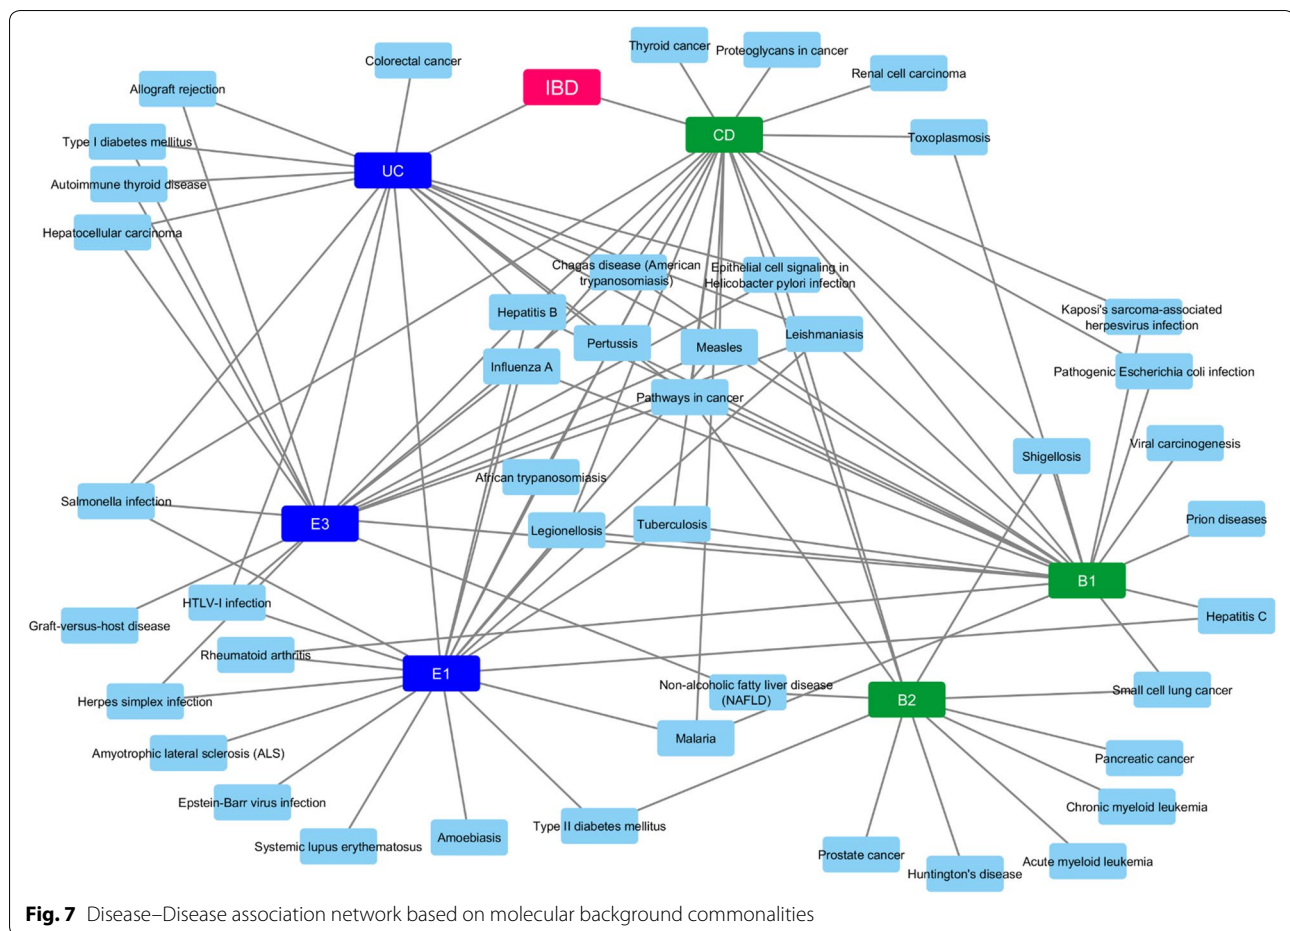 Thyroid cancer
Proteoglycans in cancer
Colorectal cancer
Renal cell carcinoma
IBD
Allograft rejection
CD
Toxoplasmosis
Type I diabetes mellitus
UC
Autoimmune thyroid disease
Hepatocellular carcinoma
Chagas disease (American
trypanosomiasis)
Epithelial cell signaling in
Helicobacter pylori infection
Kaposi's sarcoma-associated
herpesvirus infection
Hepatitis B
Leishmaniasis
Pertussis
Measles
Influenza A
Pathogenic Escherichia coli infection
Pathways in cancer
Viral carcinogenesis
Shigellosis
African trypanosomiasis
Salmonella infection
E3
Legionellosis
Tuberculosis
Prion diseases
B1
HTLV-I infection
Hepatitis C
Graft-versus-host disease
Rheumatoid arthritis
E1
Non-alcoholic fatty liver disease
(NAFLD)
B2
Small cell lung cancer
Herpes simplex infection
Malaria
Amyotrophic lateral sclerosis (ALS)
Pancreatic cancer
Epstein-Barr virus infection
Chronic myeloid leukemia
Type II diabetes mellitus
Systemic lupus erythematosus
Amoebiasis
Prostate cancer
Acute myeloid leukemia
Huntington's disease
Fig. 7 Disease–Disease association network based on molecular background commonalities